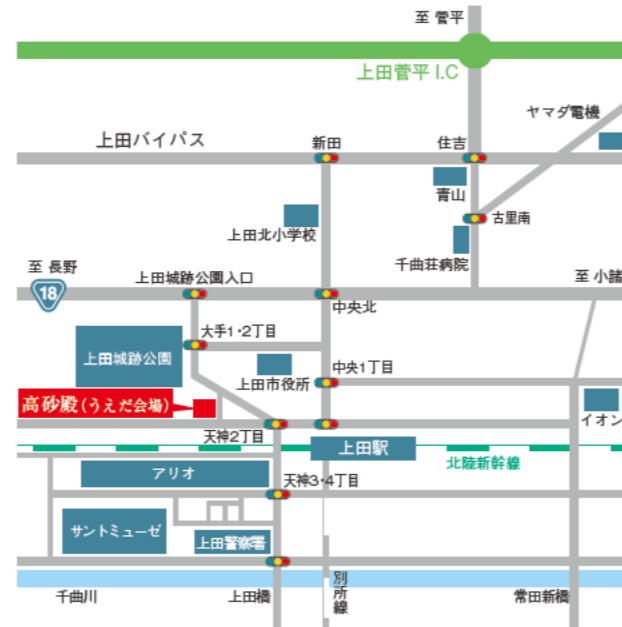 至 菅平
上田菅平 I.C
ヤマダ電機
上田バイパス
新田
住吉
青山
古里南
上田北小学校
千曲荘病院
至 長野
上田城跡公園入口
至 小諸
18
中央北
大手1・2丁目
上田城跡公園
上田市役所
中央1丁目
高砂殿(うえだ会場)
イオン
天神2丁目
上田駅
北陸新幹線
アリオ
天神3・4丁目
サントミューゼ
上田警察署
別所線
千曲川
上田橋
常田新橋